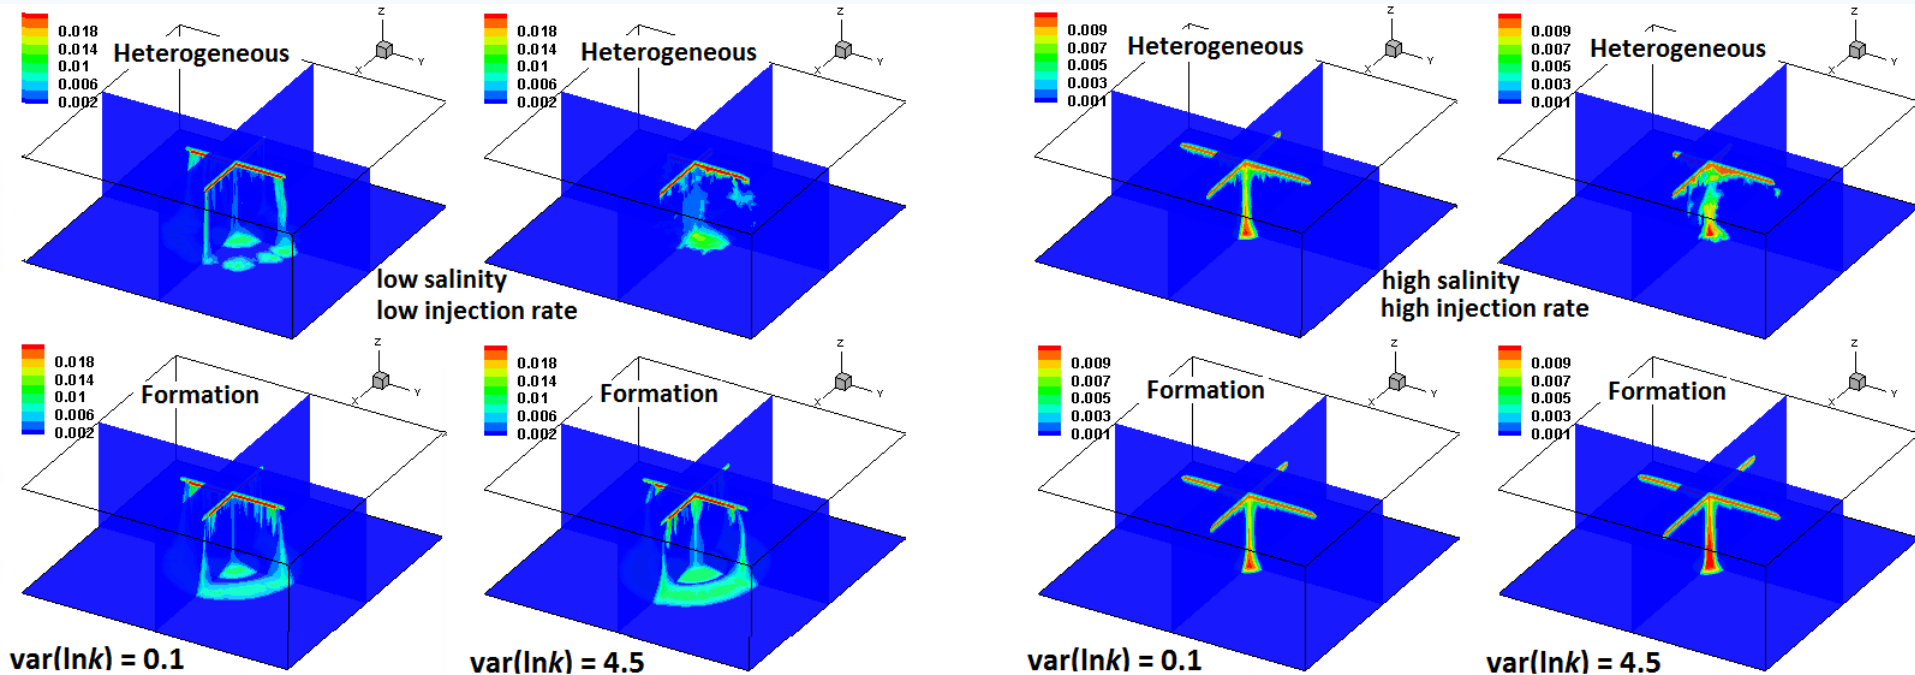 0.018
0.014
0.01
0.006
0.002
Heterogeneous
Z
X
Y
0.018
0.014
0.01
0.006
0.002
Heterogeneous
Z
X
Y
low salinity
low injection rate
0.009
0.007
0.005
0.003
0.001
Heterogeneous
Z
X
Y
0.009
0.007
0.005
0.003
0.001
Heterogeneous
Z
X
Y
high salinity
high injection rate
0.018
0.014
0.01
0.006
0.002
Formation
Z
X
Y
var(lnk) = 0.1
0.018
0.014
0.01
0.006
0.002
Formation
Z
X
Y
var(lnk) = 4.5
0.009
0.007
0.005
0.003
0.001
Formation
Z
X
Y
var(lnk) = 0.1
0.009
0.007
0.005
0.003
0.001
Formation
Z
X
Y
var(lnk) = 4.5